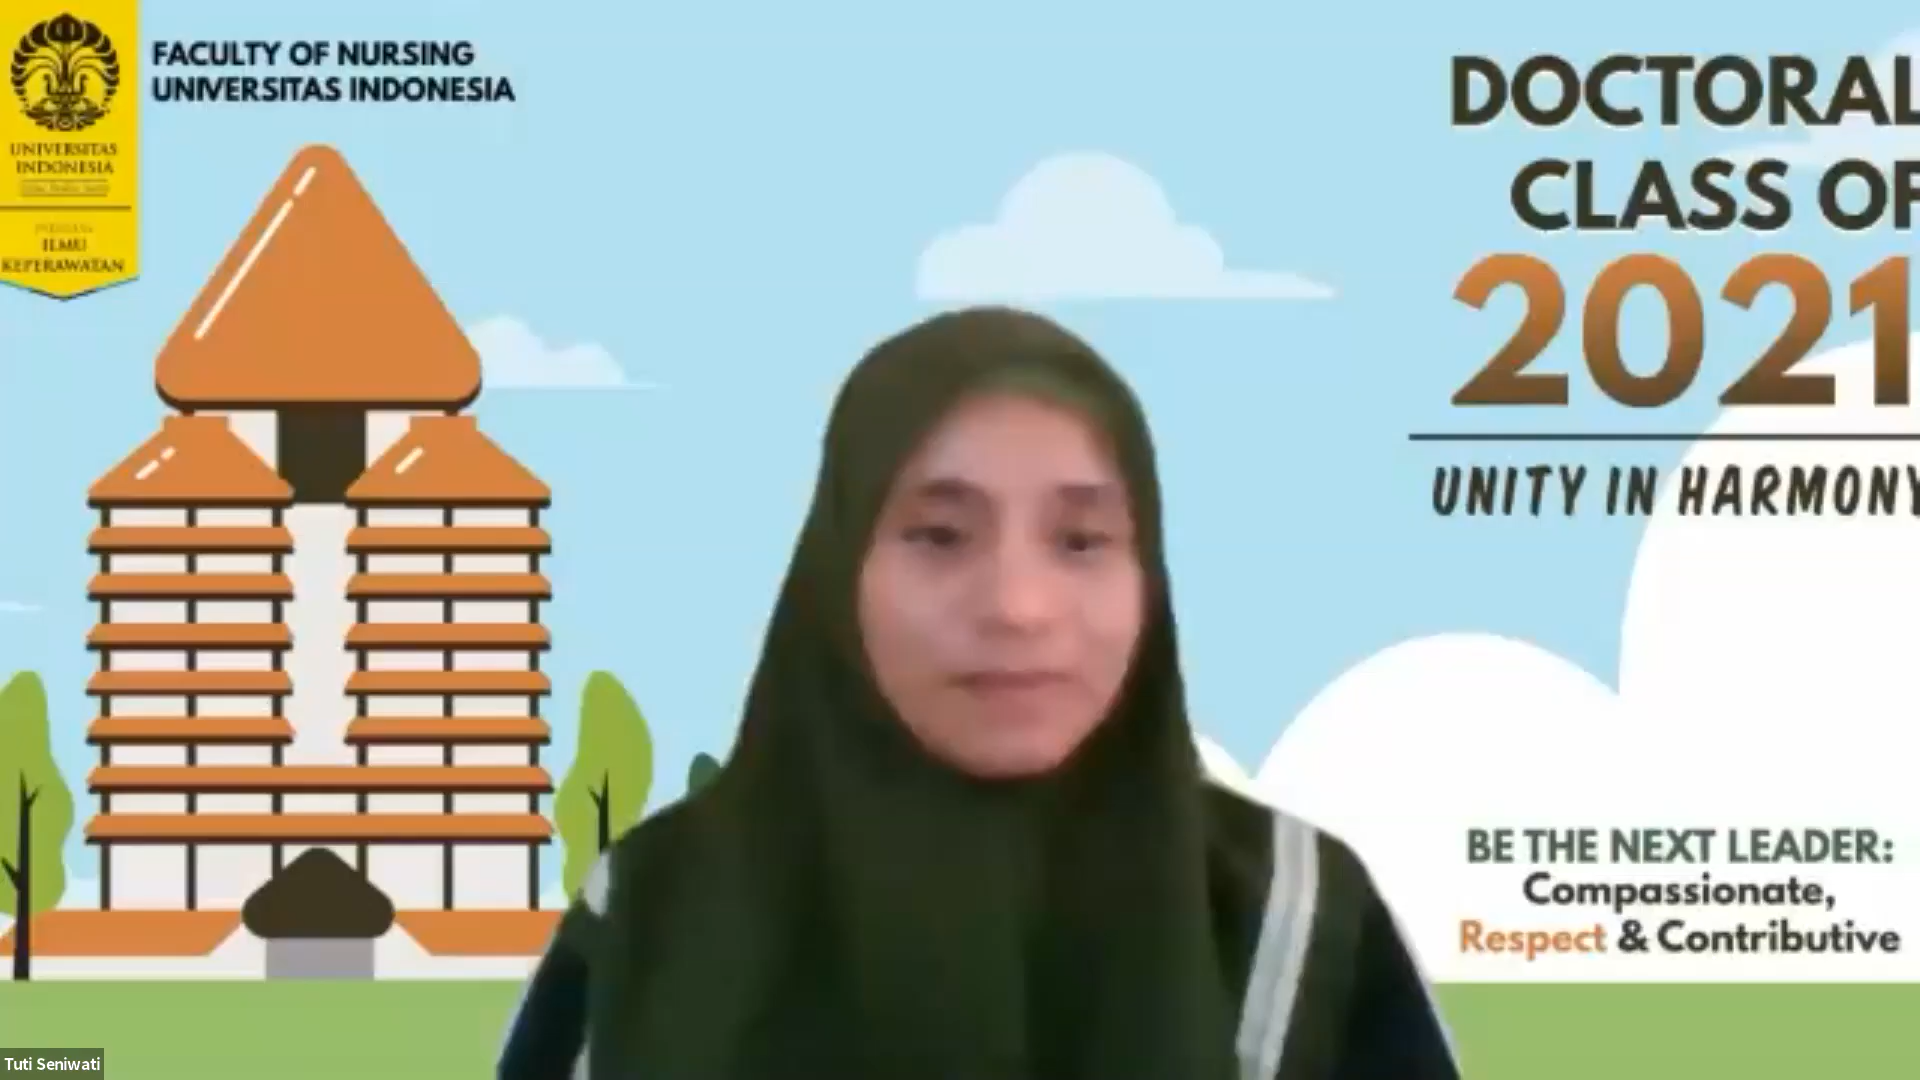 FACULTY OF NURSING
UNIVERSITAS INDONESIA
UNIVERSITAS
INDONESIA
ILMU
KEPERAWATAN
DOCTORAL
CLASS OF
2021
UNITY IN HARMONY
BE THE NEXT LEADER:
Compassionate,
Respect & Contributive
Tuti Seniwati